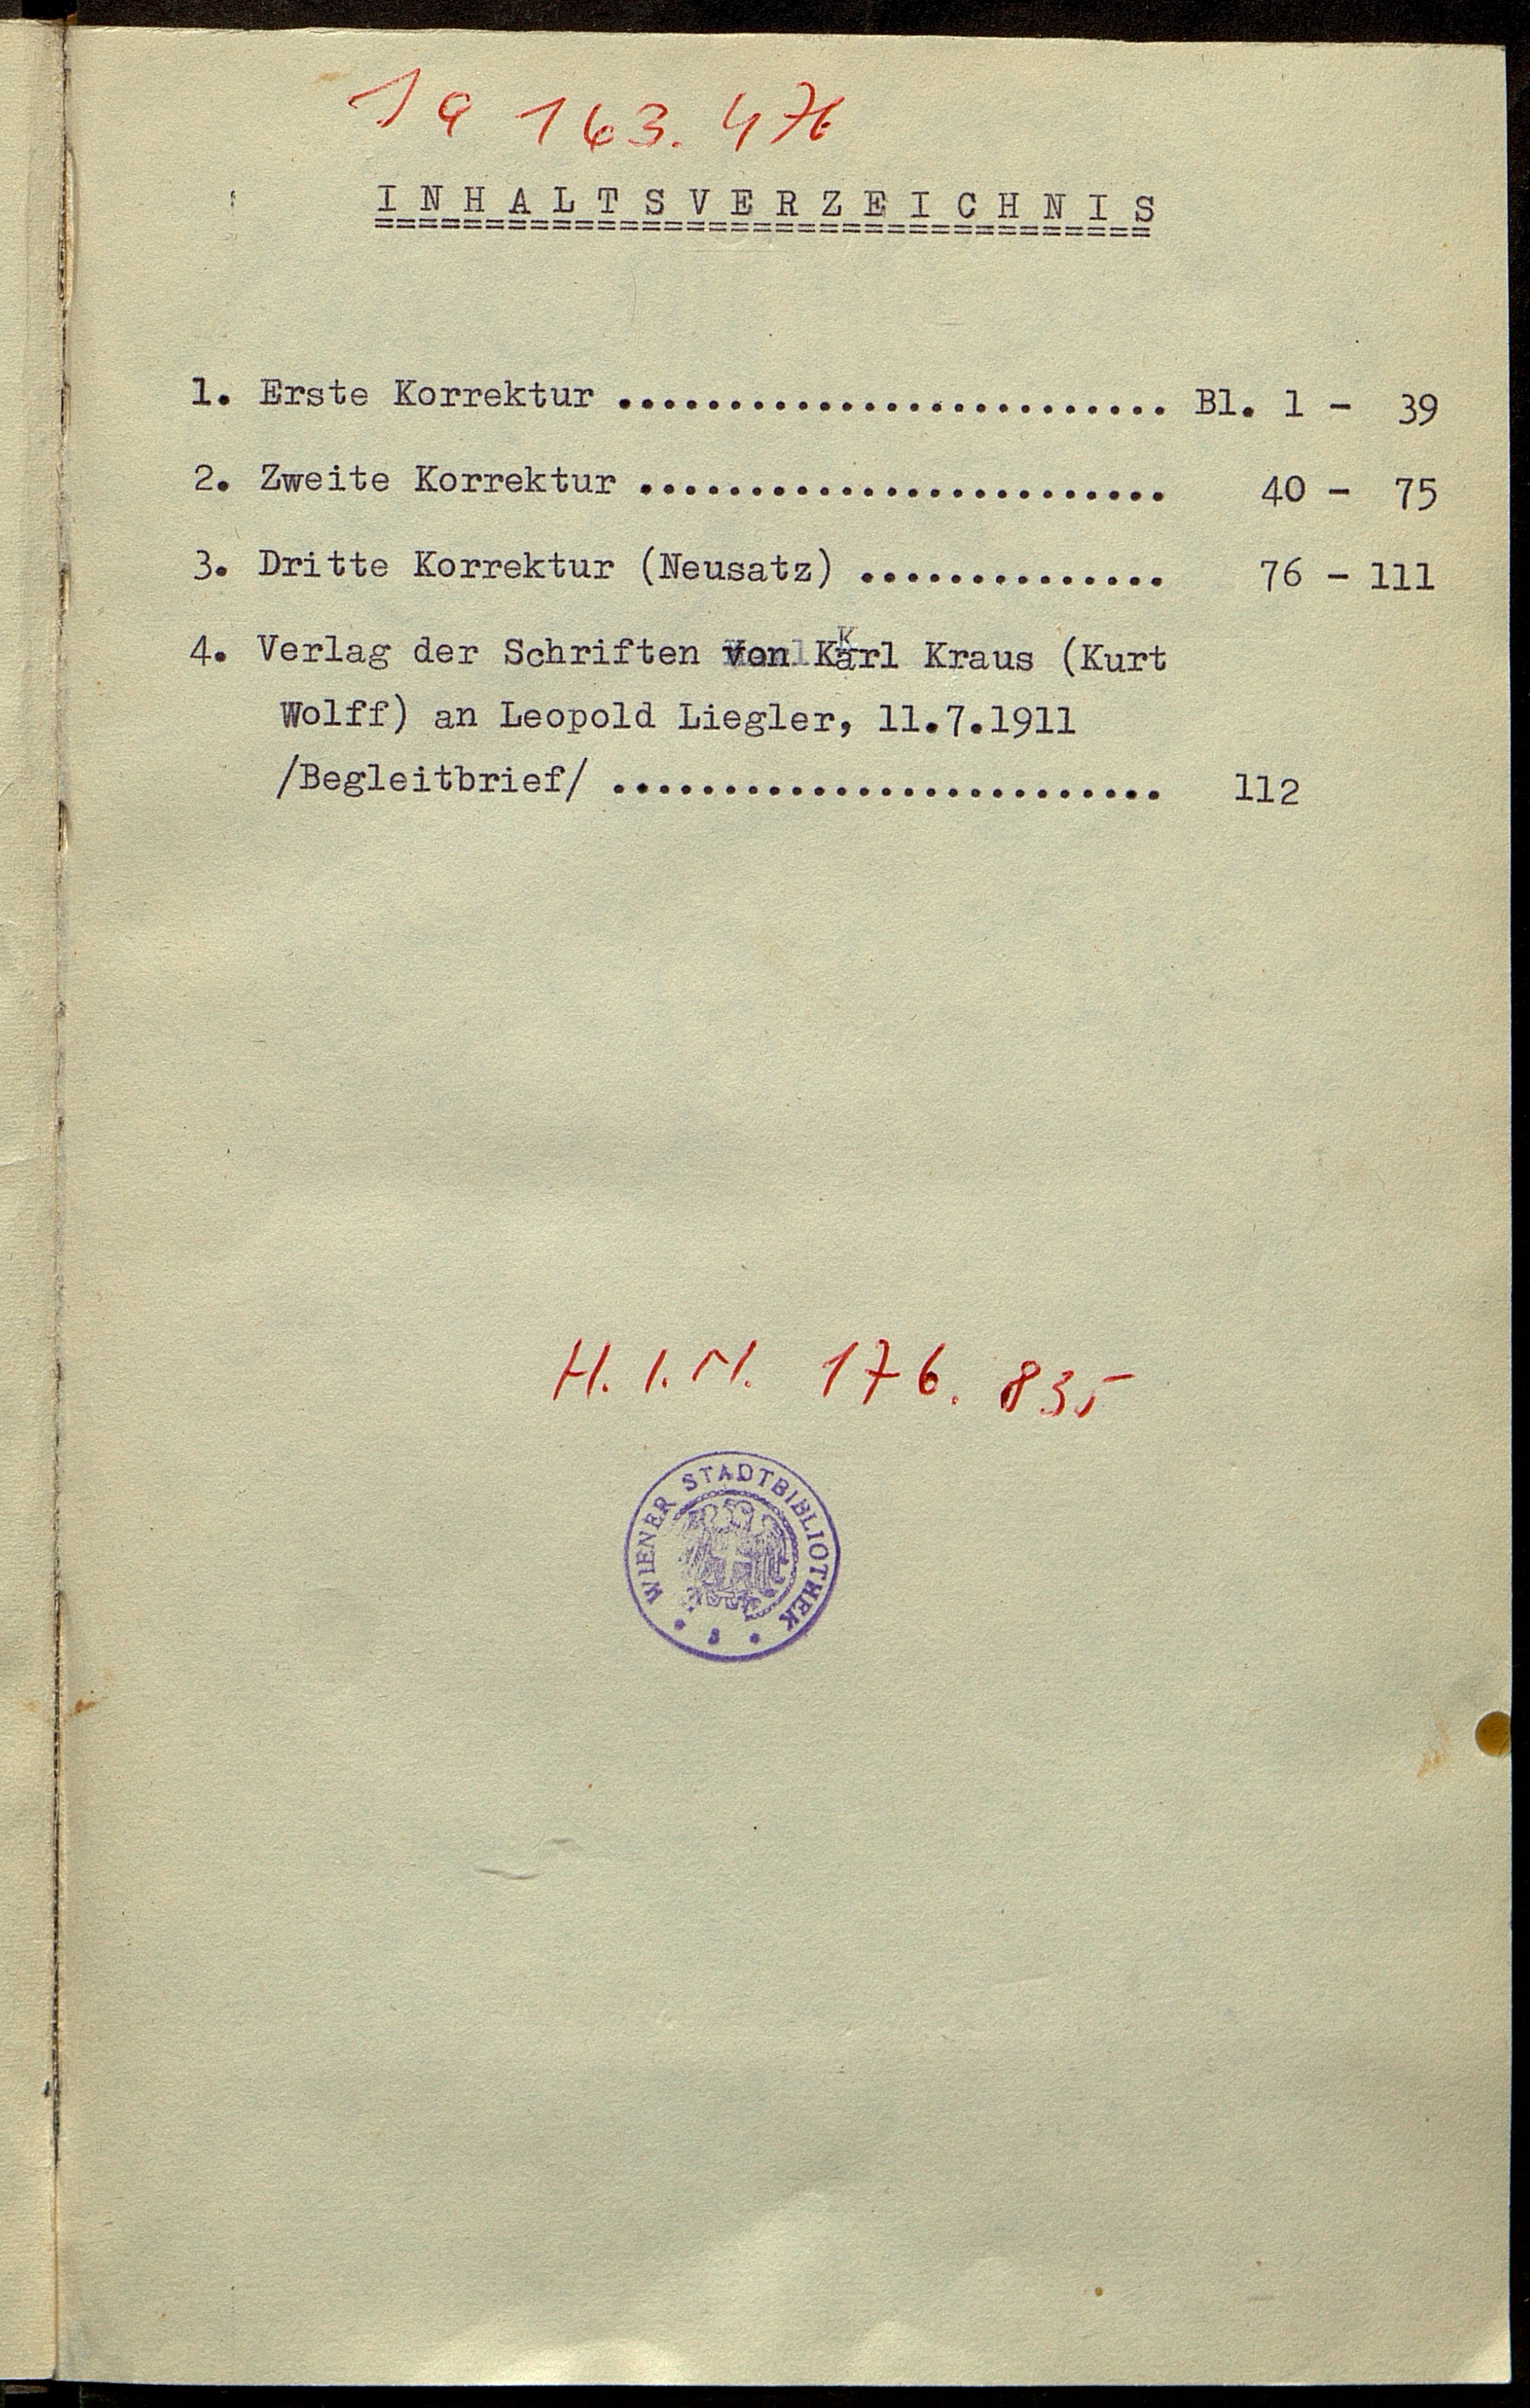 Ja 163.476
INHALTSVERZEICHNIS
==================================
1. Erste Korrektur ......................... Bl. 1 - 39
2. Zweite Korrektur ........................ 40 - 75
3. Dritte Korrektur (Neusatz) .............. 76 - 111
4. Verlag der Schriften von Karl Kraus (Kurt
Wolff) an Leopold Liegler, 11.7.1911
/Begleitbrief/ ......................... 112
H.I.N. 176.835
WIENER STADTBIBLIOTHEK